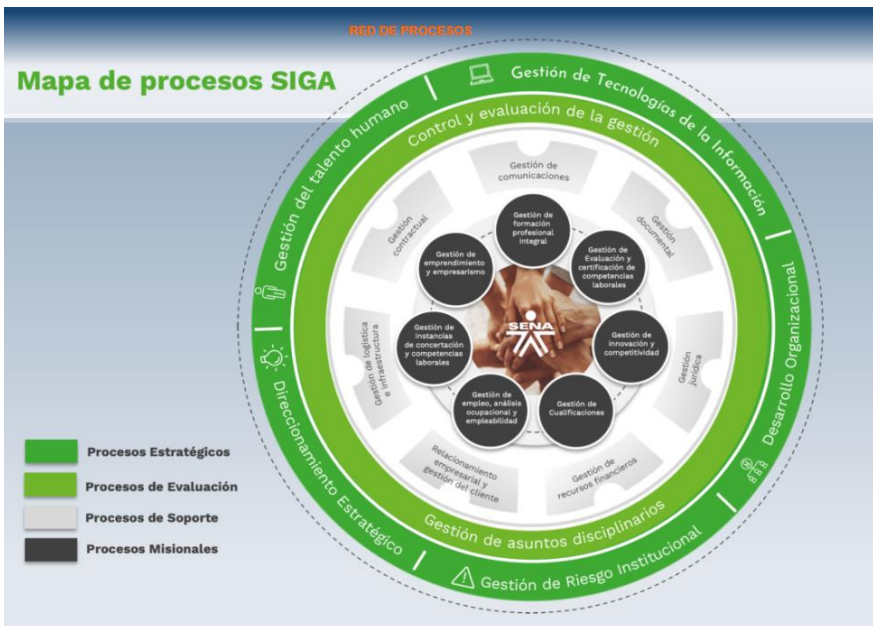 RED DE PROCESOS
Mapa de procesos SIGA
Gestión de Tecnologías de la Información
Gestión del talento humano
Control y evaluación de la gestión
Gestión de
comunicaciones
Gestión
contractual
Gestión
documental
Gestión de
formación
profesional
integral
Gestión de
emprendimiento
y empresarismo
Gestión de
Evaluación y
certificación de
competencias
laborales
SENA
Gestión de
instancias
de concertación
y competencias
laborales
Gestión de
innovación y
competitividad
Gestión de logística
e infraestructura
Gestión
jurídica
Desarrollo Organizacional
Gestión de
empleo, análisis
ocupacional y
empleabilidad
Gestión de
Cualificaciones
Direccionamiento Estratégico
Relacionamiento
empresarial y
gestión del cliente
Gestión de
recursos financieros
Gestión de asuntos disciplinarios
Gestión de Riesgo Institucional
Procesos Estratégicos
Procesos de Evaluación
Procesos de Soporte
Procesos Misionales